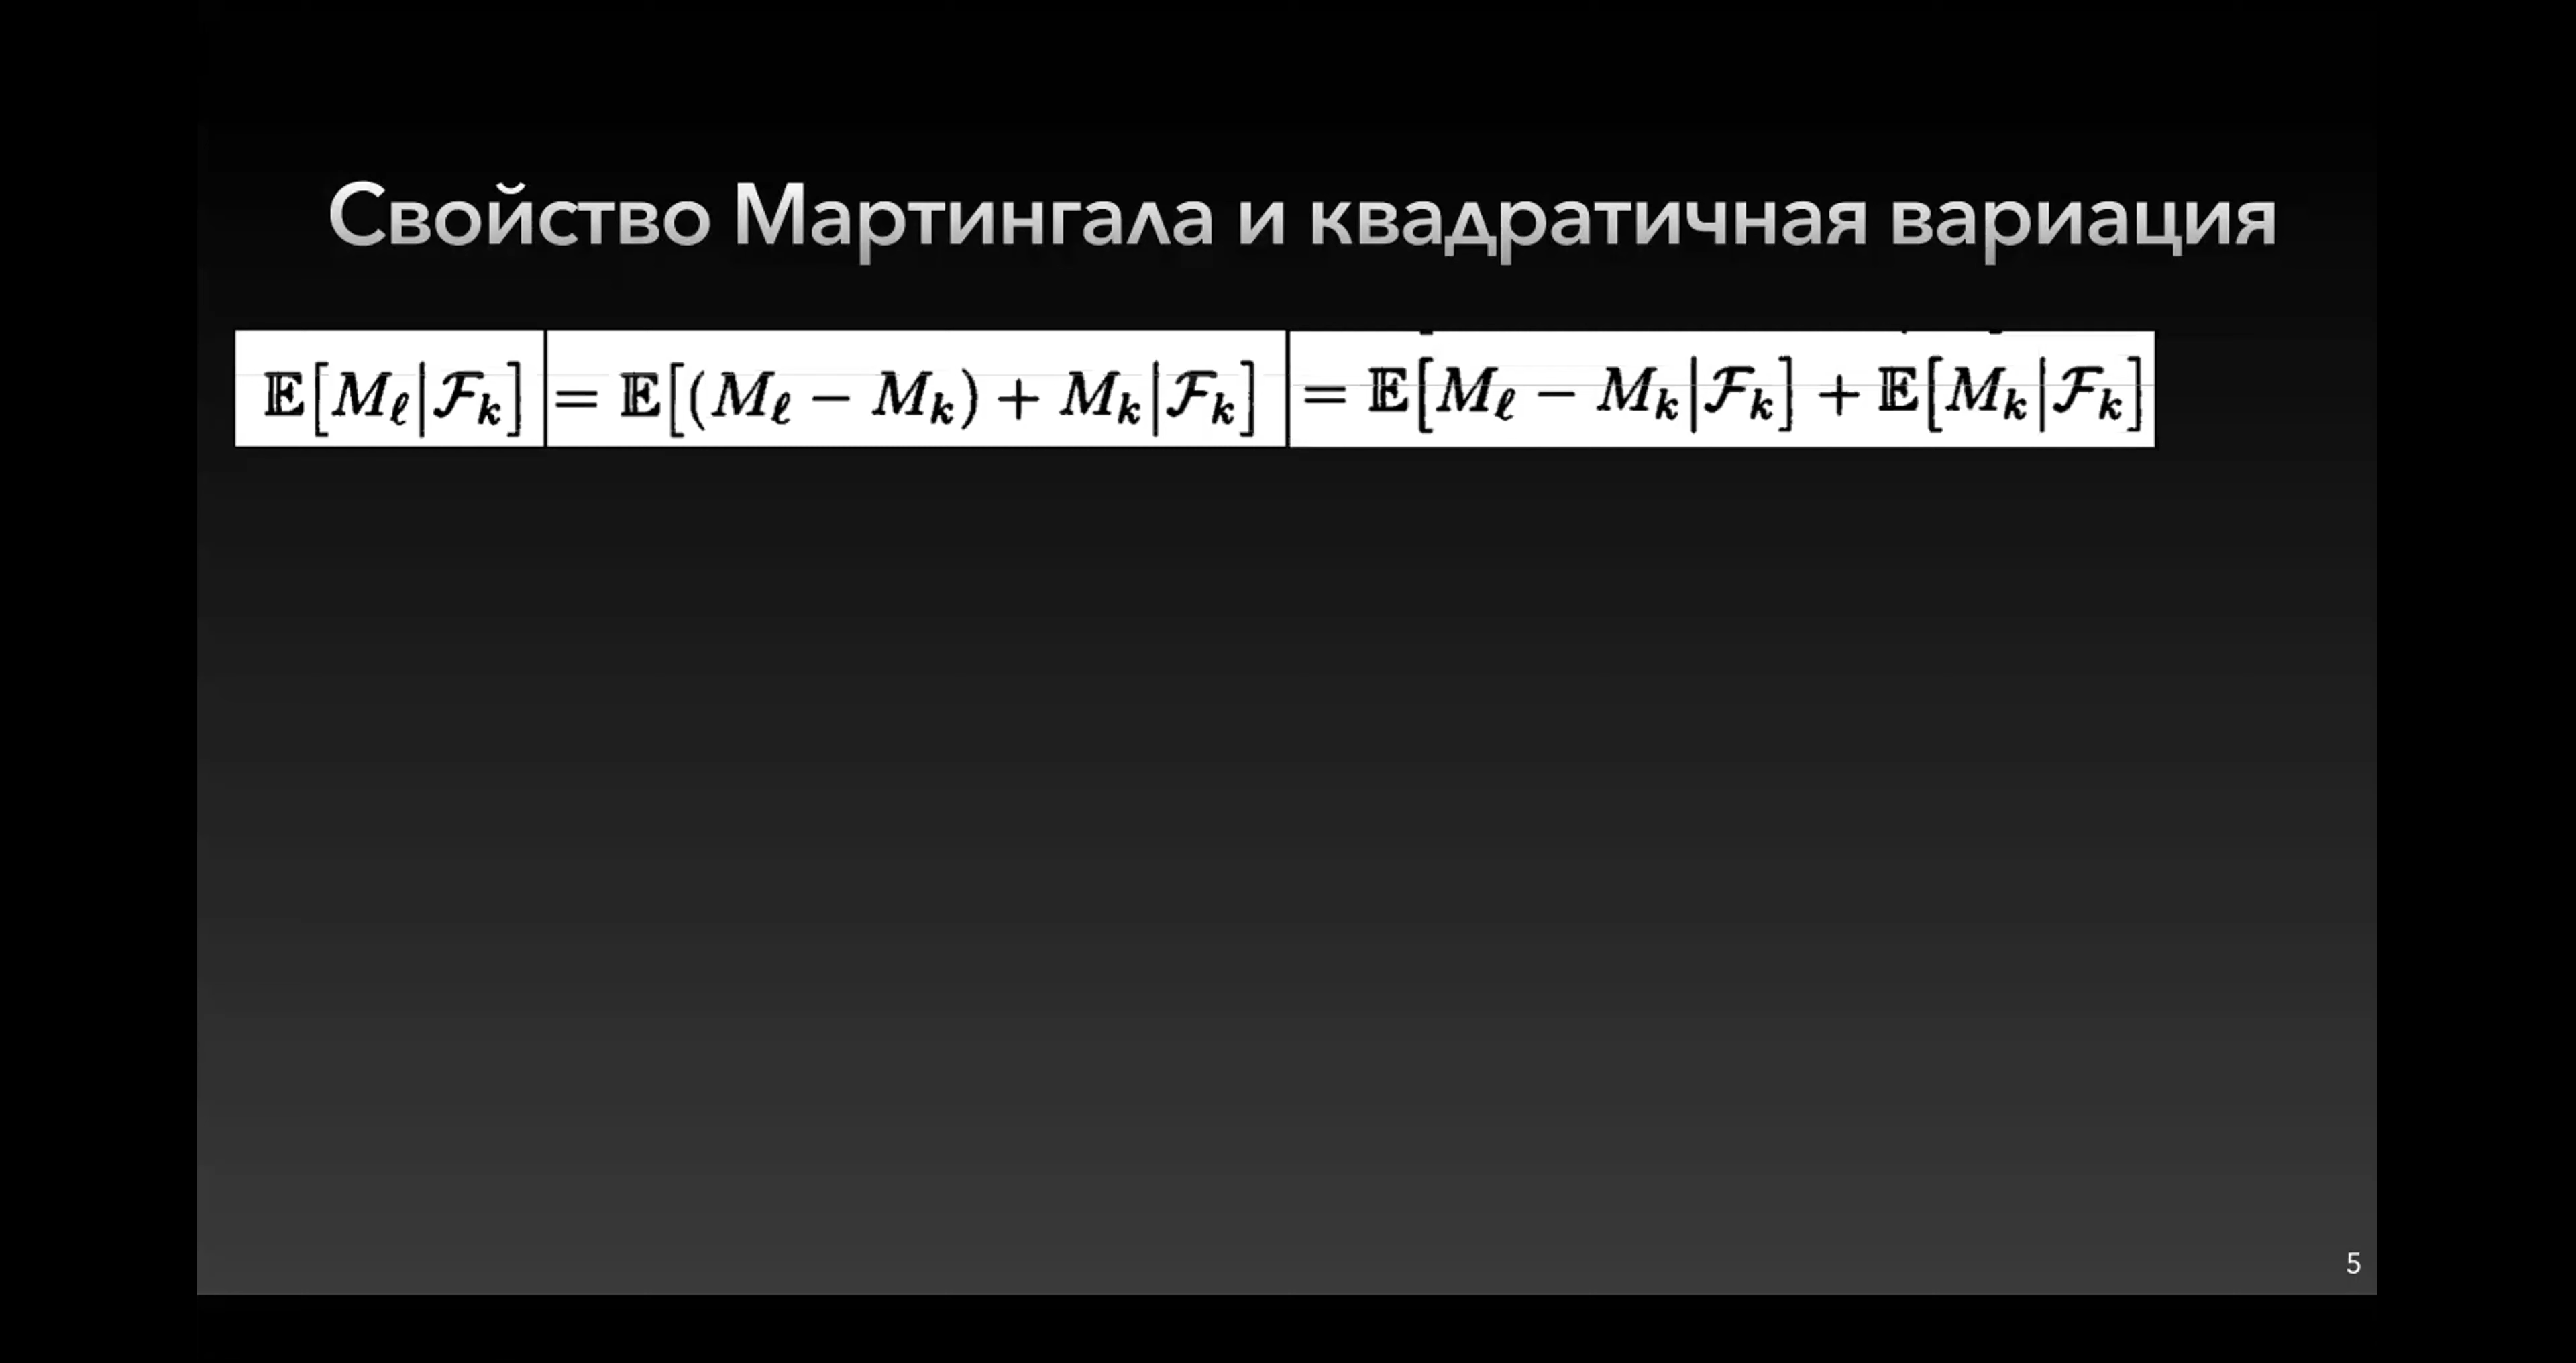 Свойство Мартингала и квадратичная вариация
𝔼[M_ℓ|ℱ_k] = 𝔼[(M_ℓ − M_k) + M_k|ℱ_k] = 𝔼[M_ℓ − M_k|ℱ_k] + 𝔼[M_k|ℱ_k]
5